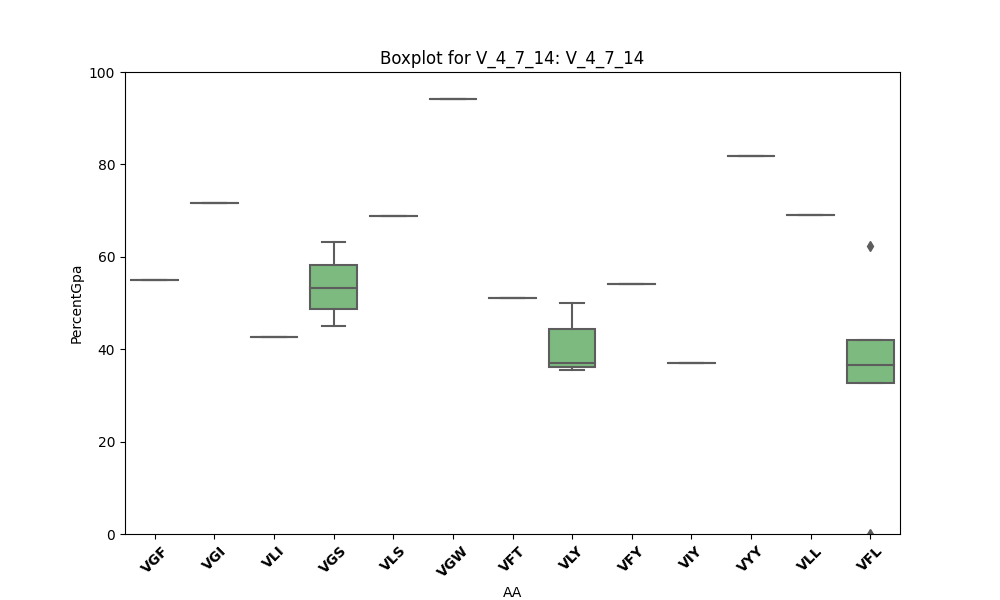 Boxplot for V_4_7_14: V_4_7_14
100
80
60
40
20
0
PercentGpa
VGF VGI VLI VGS VLS VGW VFT VLY VFY VIY VYY VLL VFL
AA